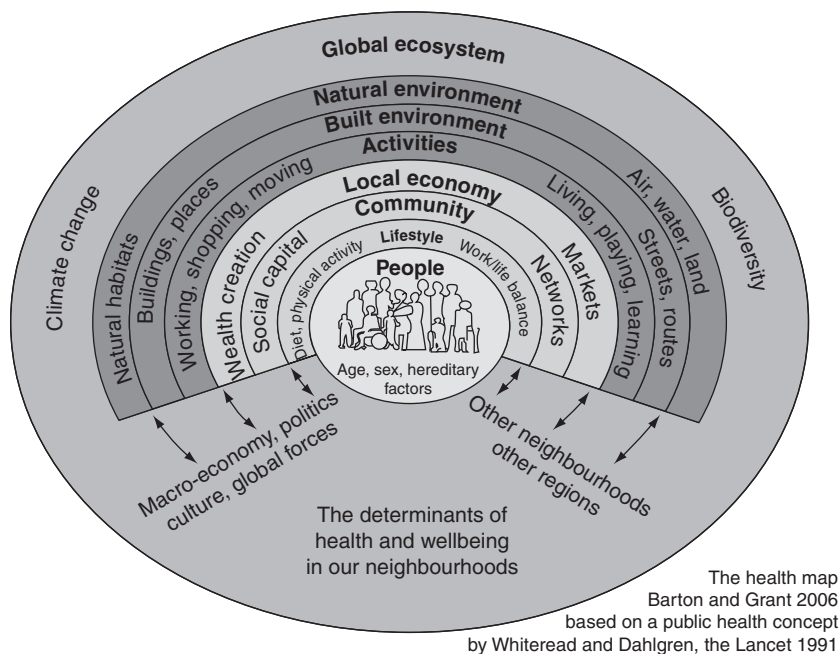 Global ecosystem
Natural environment
Built environment
Activities
Local economy
Community
Lifestyle
People
Age, sex, hereditary
factors
Climate change
Natural habitats
Buildings, places
Working, shopping, moving
Wealth creation
Social capital
Diet, physical activity
Work/life balance
Networks
Markets
Living, playing, learning
Streets, routes
Air, water, land
Biodiversity
Macro-economy, politics
culture, global forces
Other neighbourhoods
other regions
The determinants of
health and wellbeing
in our neighbourhoods
The health map
Barton and Grant 2006
based on a public health concept
by Whiteread and Dahlgren, the Lancet 1991